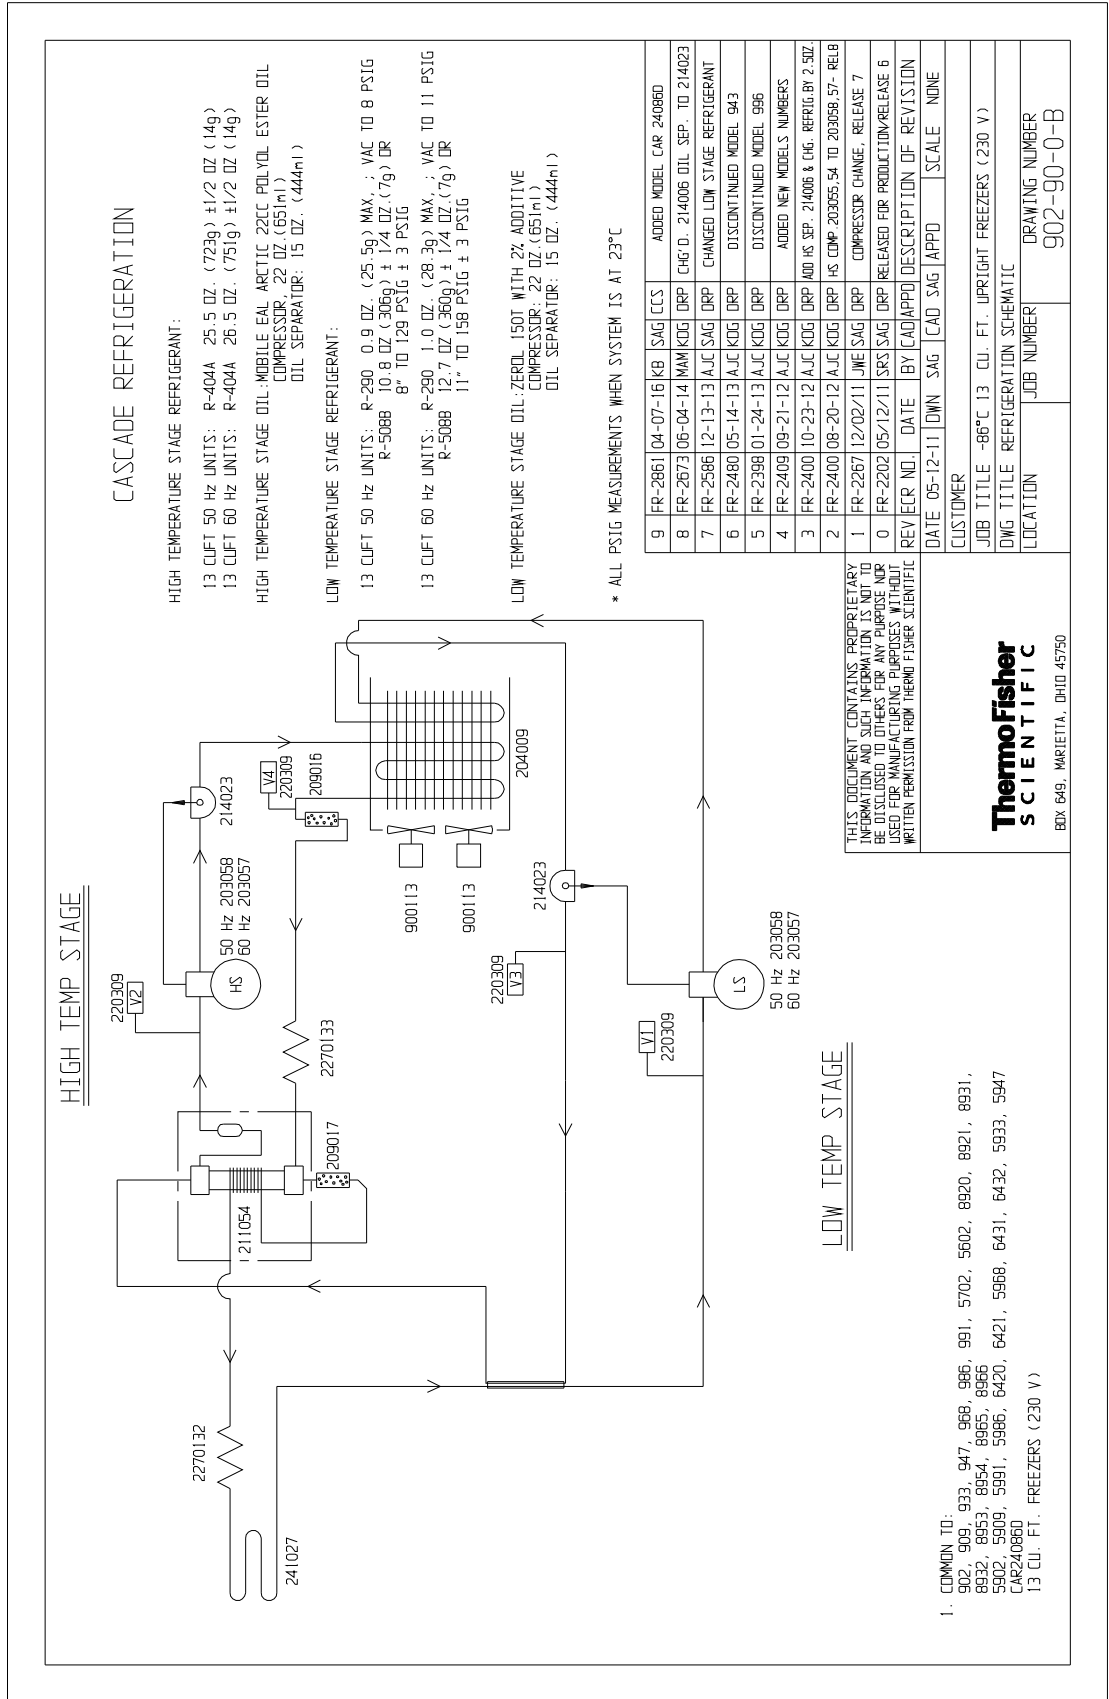 CASCADE REFRIGERATION
HIGH TEMPERATURE STAGE REFRIGERANT:
13 CUFT 50 Hz UNITS: R-404A 25.5 OZ. (723g) ±1/2 OZ (14g)
13 CUFT 60 Hz UNITS: R-404A 26.5 OZ. (751g) ±1/2 OZ (14g)
HIGH TEMPERATURE STAGE OIL:MOBILE EAL ARCTIC 22CC POLYOL ESTER OIL
COMPRESSOR, 22 OZ.(651ml)
OIL SEPARATOR: 15 OZ. (444ml)
LOW TEMPERATURE STAGE REFRIGERANT:
13 CUFT 50 Hz UNITS: R-290 0.9 OZ. (25.5g) MAX, ; VAC TO 8 PSIG
R-508B 10.8 OZ (306g) ± 1/4 OZ.(7g) OR
8" TO 129 PSIG ± 3 PSIG
13 CUFT 60 Hz UNITS: R-290 1.0 OZ. (28.3g) MAX, ; VAC TO 11 PSIG
R-508B 12.7 OZ (360g) ± 1/4 OZ.(7g) OR
11" TO 158 PSIG ± 3 PSIG
LOW TEMPERATURE STAGE OIL:ZEROL 150T WITH 2% ADDITIVE
COMPRESSOR: 22 OZ.(651ml)
OIL SEPARATOR: 15 OZ. (444ml)
* ALL PSIG MEASUREMENTS WHEN SYSTEM IS AT 23°C
HIGH TEMP STAGE
220309
V2
HS
50 Hz 203058
60 Hz 203057
214023
V4
220309
209016
204009
900113
900113
2270133
209017
211054
2270132
241027
214023
220309
V3
LS
50 Hz 203058
60 Hz 203057
V1
220309
LOW TEMP STAGE
1. COMMON TO:
902, 909, 933, 947, 968, 986, 991, 5702, 5602, 8920, 8921, 8931,
8932, 8953, 8954, 8965, 8966
5902, 5909, 5991, 5986, 6420, 6421, 5968, 6431, 6432, 5933, 5947
CAR24086D
13 CU. FT. FREEZERS (230 V)
9 FR-2861 04-07-16 KB SAG CCS ADDED MODEL CAR 24086D
8 FR-2673 06-04-14 MAM KDG DRP CHG'D. 214006 OIL SEP. TO 214023
7 FR-2586 12-13-13 AJC SAG DRP CHANGED LOW STAGE REFRIGERANT
6 FR-2480 05-14-13 AJC KDG DRP DISCONTINUED MODEL 943
5 FR-2398 01-24-13 AJC KDG DRP DISCONTINUED MODEL 996
4 FR-2409 09-21-12 AJC KDG DRP ADDED NEW MODELS NUMBERS
3 FR-2400 10-23-12 AJC KDG DRP ADD HS SEP. 214006 & CHG. REFRIG.BY 2.5OZ.
2 FR-2400 08-20-12 AJC KDG DRP HS COMP.203055,54 TO 203058,57- REL8
1 FR-2267 12/02/11 JWE SAG DRP COMPRESSOR CHANGE, RELEASE 7
0 FR-2202 05/12/11 SRS SAG DRP RELEASED FOR PRODUCTION/RELEASE 6
REV ECR NO. DATE BY CAD APPD DESCRIPTION OF REVISION
DATE 05-12-11 DWN SAG CAD SAG APPD SCALE NONE
CUSTOMER
JOB TITLE -86°C 13 CU. FT. UPRIGHT FREEZERS (230 V)
DWG TITLE REFRIGERATION SCHEMATIC
LOCATION JOB NUMBER DRAWING NUMBER
902-90-0-B
THIS DOCUMENT CONTAINS PROPRIETARY
INFORMATION AND SUCH INFORMATION IS NOT TO
BE DISCLOSED TO OTHERS FOR ANY PURPOSE NOR
USED FOR MANUFACTURING PURPOSES WITHOUT
WRITTEN PERMISSION FROM THERMO FISHER SCIENTIFIC
ThermoFisher
SCIENTIFIC
BOX 649, MARIETTA, OHIO 45750